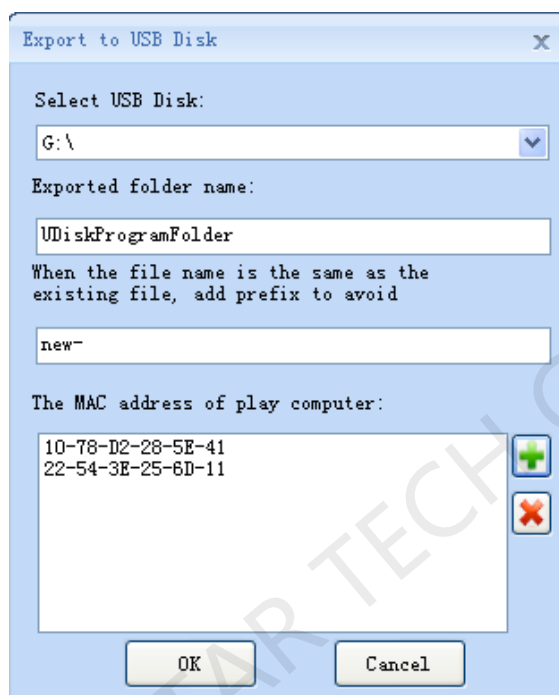 Export to USB Disk
Select USB Disk:
G:\
Exported folder name:
UDiskProgramFolder
When the file name is the same as the
existing file, add prefix to avoid
new-
The MAC address of play computer:
10-78-D2-28-5E-41
22-54-3E-25-6D-11
OK
Cancel
TAR TECH